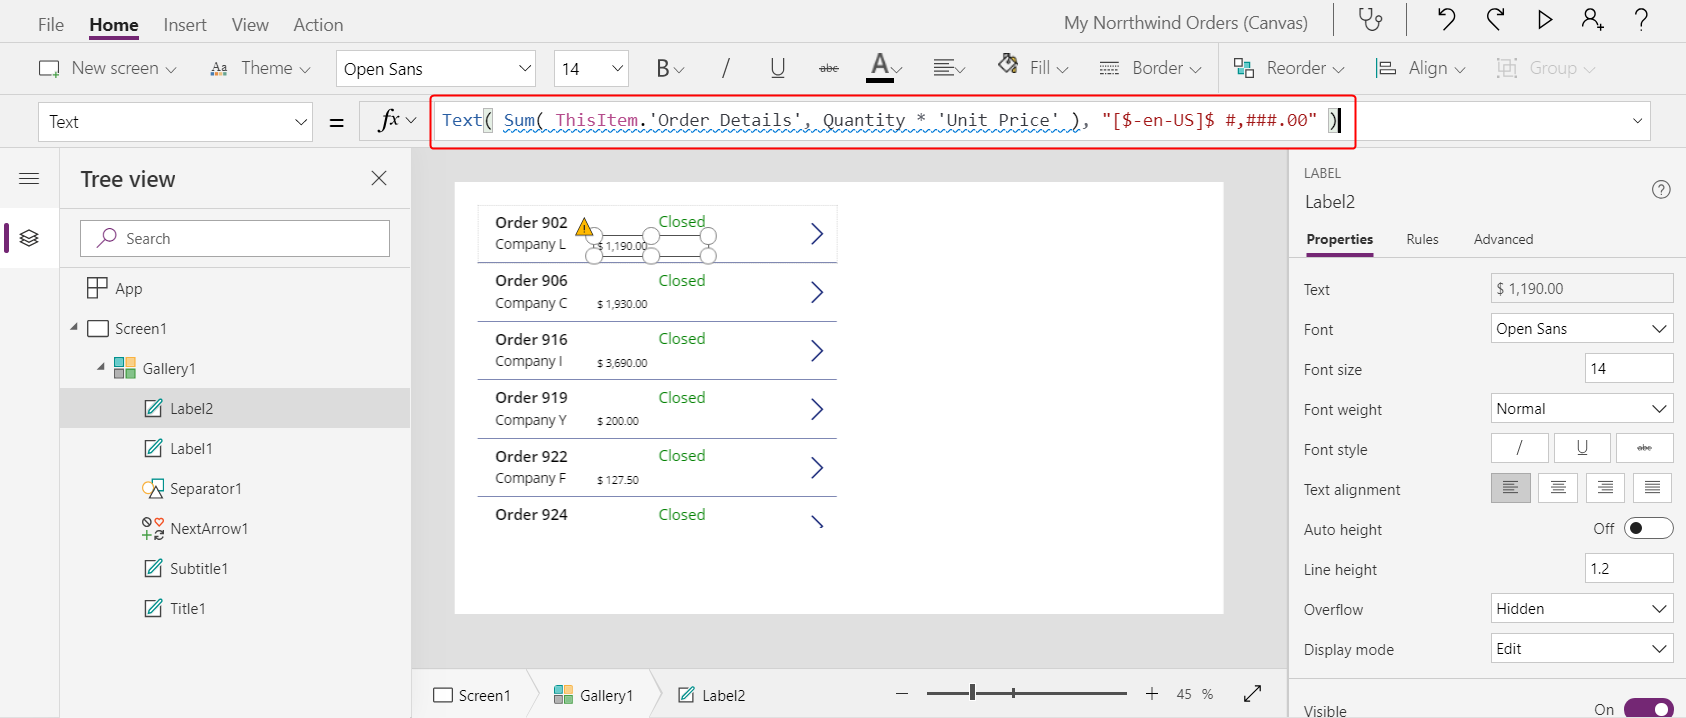 File Home Insert View Action My Norrthwind Orders (Canvas) ?
New screen Aa Theme Open Sans 14 B / U abc A Fill Border Reorder Align Group
Text = fx Text( Sum( ThisItem.'Order Details', Quantity * 'Unit Price' ), "[$-en-US]$ #,###.00" )
Tree view
Search
App
Screen1
Gallery1
Label2
Label1
Separator1
NextArrow1
Subtitle1
Title1
Order 902 Closed
Company L $ 1,190.00
Order 906 Closed
Company C $ 1,930.00
Order 916 Closed
Company I $ 3,690.00
Order 919 Closed
Company Y $ 200.00
Order 922 Closed
Company F $ 127.50
Order 924 Closed
Screen1 Gallery1 Label2 — + 45 %
LABEL
Label2 ?
Properties Rules Advanced
Text $ 1,190.00
Font Open Sans
Font size 14
Font weight Normal
Font style / U abc
Text alignment
Auto height Off
Line height 1.2
Overflow Hidden
Display mode Edit
Visible On